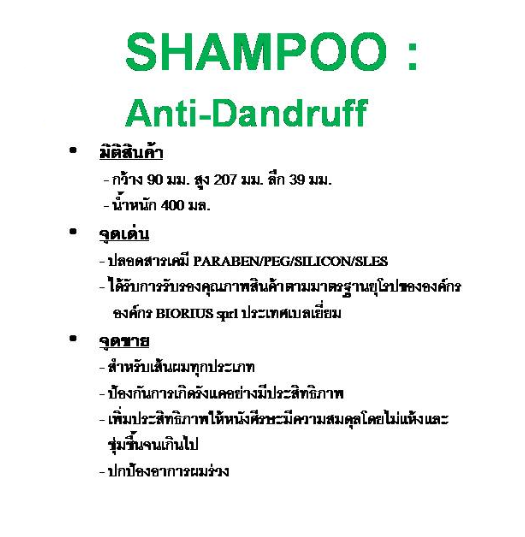 SHAMPOO :
Anti-Dandruff
• มิติสินค้า
- กว้าง 90 มม. สูง 207 มม. ลึก 39 มม.
- น้ำหนัก 400 มล.
• จุดเด่น
- ปลอดสารเคมี PARABEN/PEG/SILICON/SLES
- ได้รับการรับรองคุณภาพสินค้าตามมาตรฐานยุโรปขององค์กร
องค์กร BIORIUS sprl ประเทศเบลเยี่ยม
• จุดขาย
- สำหรับเส้นผมทุกประเภท
- ป้องกันการเกิดรังแคอย่างมีประสิทธิภาพ
- เพิ่มประสิทธิภาพให้หนังศีรษะมีความสมดุลโดยไม่แห้งและ
ชุ่มชื้นจนเกินไป
- ปกป้องอาการผมร่วง